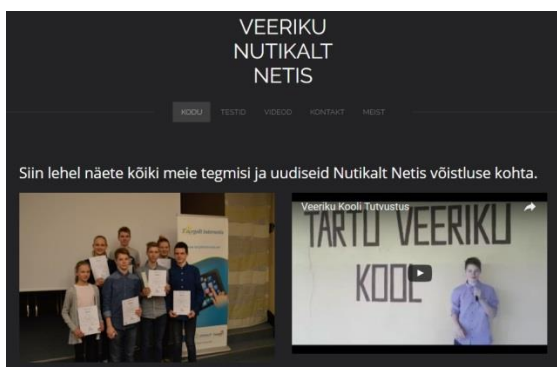 VEERIKU
NUTIKALT
NETIS
KODU TESTID VIDEOD KONTAKT MEIST
Siin lehel näete kõiki meie tegmisi ja uudiseid Nutikalt Netis võistluse kohta.
Veeriku Kooli Tutvustus
TARTU VEERIKU
KOOL